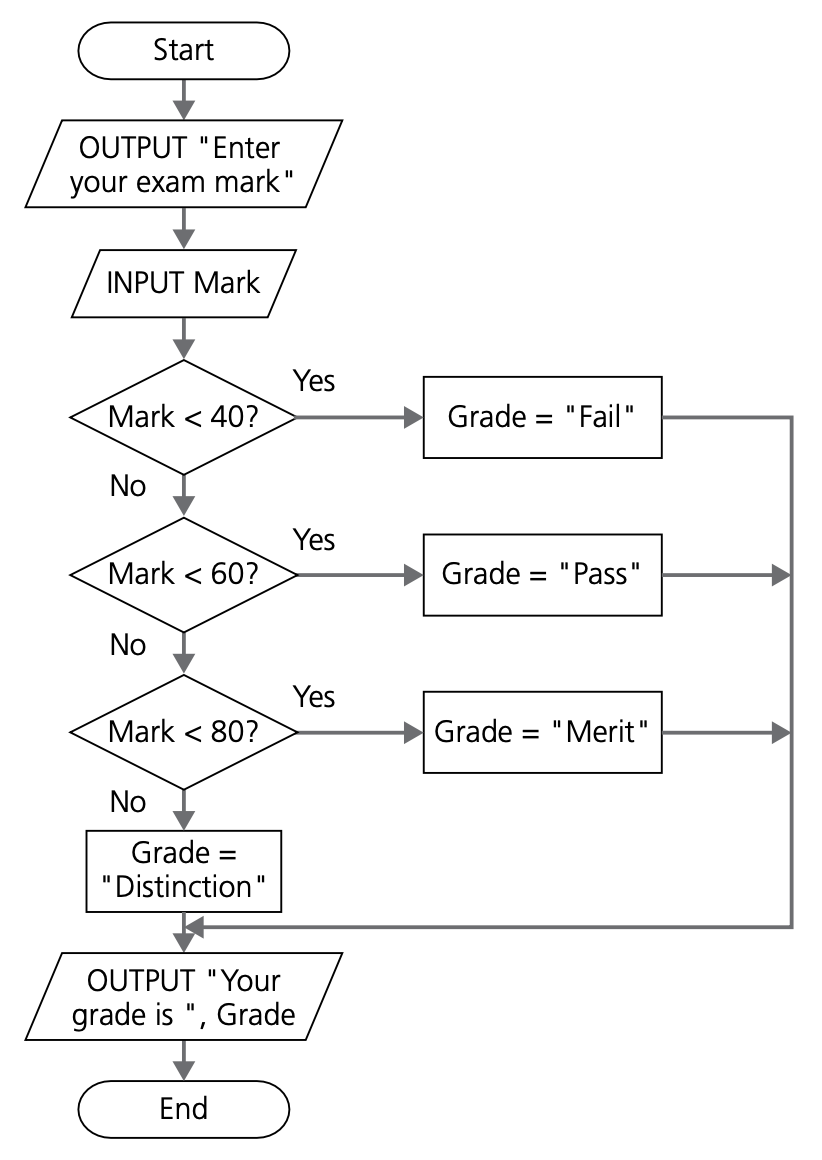 Start
OUTPUT "Enter
your exam mark"
INPUT Mark
Mark < 40?
Yes
Grade = "Fail"
No
Mark < 60?
Yes
Grade = "Pass"
No
Mark < 80?
Yes
Grade = "Merit"
No
Grade =
"Distinction"
OUTPUT "Your
grade is ", Grade
End